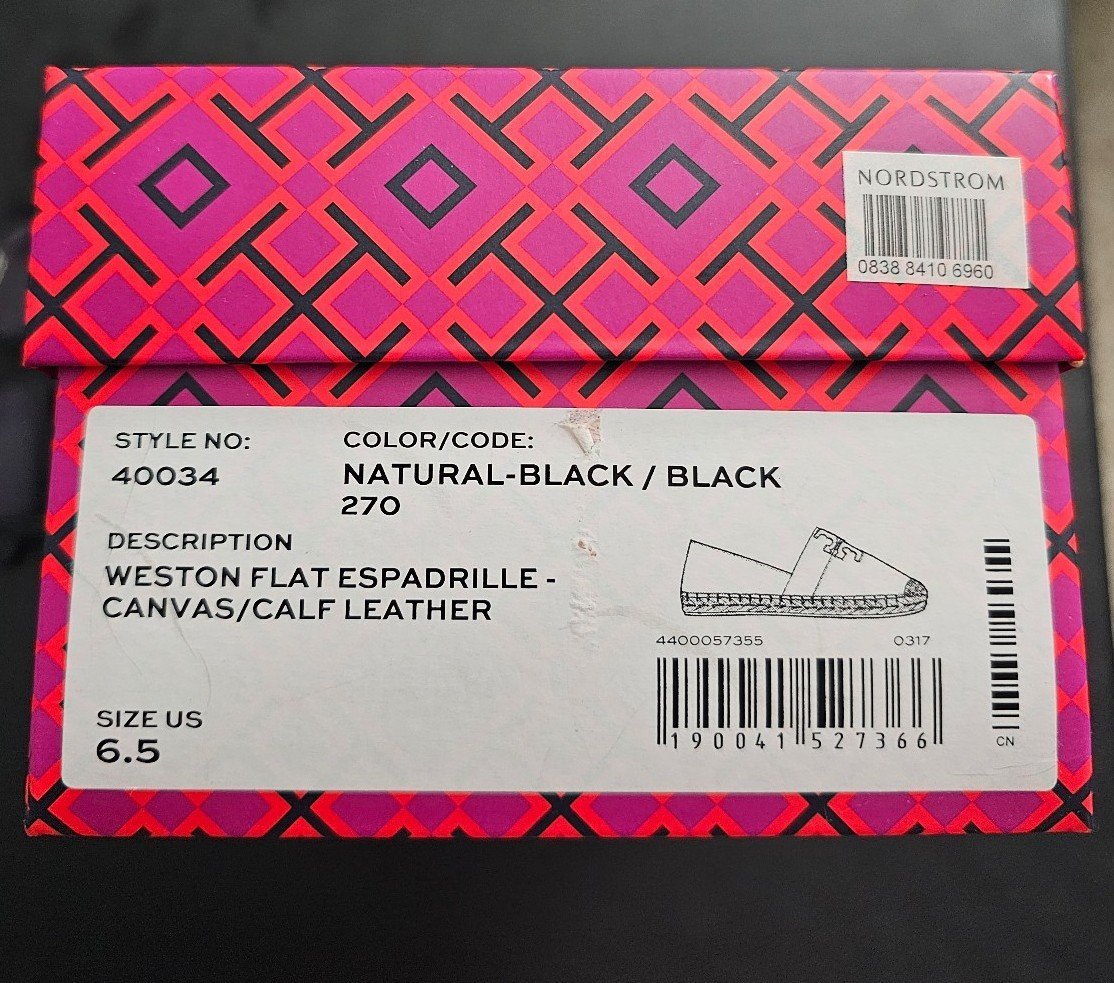 NORDSTROM
0838 8410 6960
STYLE NO:
40034
COLOR/CODE:
NATURAL-BLACK / BLACK
270
DESCRIPTION
WESTON FLAT ESPADRILLE -
CANVAS/CALF LEATHER
4400057355 0317
190041 527366
CN
SIZE US
6.5